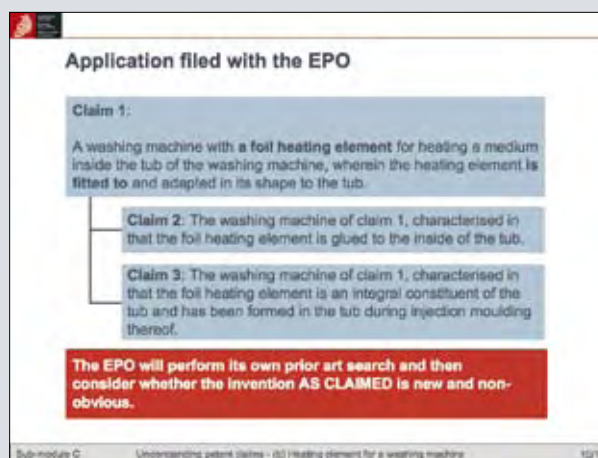 Application filed with the EPO
Claim 1:
A washing machine with a foil heating element for heating a medium
inside the tub of the washing machine, wherein the heating element is
fitted to and adapted in its shape to the tub.
Claim 2: The washing machine of claim 1, characterised in
that the foil heating element is glued to the inside of the tub.
Claim 3: The washing machine of claim 1, characterised in
that the foil heating element is an integral constituent of the
tub and has been formed in the tub during injection moulding
thereof.
The EPO will perform its own prior art search and then
consider whether the invention AS CLAIMED is new and non-
obvious.
Sub-module C
Understanding patent claims - (b) Heating element for a washing machine